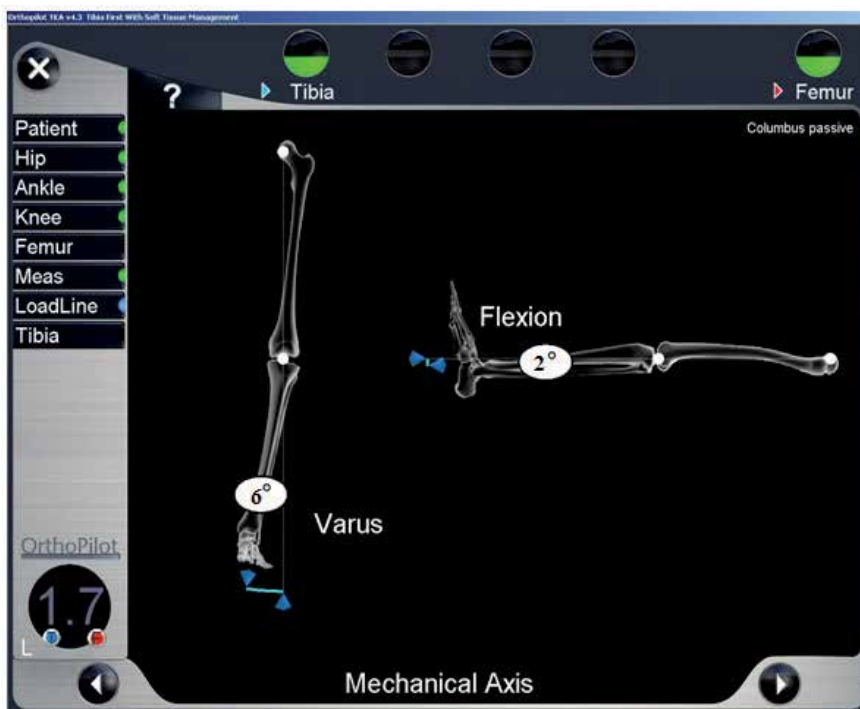 Orthopilot TKA v4.3 Tibia First With Soft Tissue Management
?
Tibia
Femur
Columbus passive
Patient
Hip
Ankle
Knee
Femur
Meas
LoadLine
Tibia
Flexion
2°
6°
Varus
OrthoPilot
1.7
L
Mechanical Axis